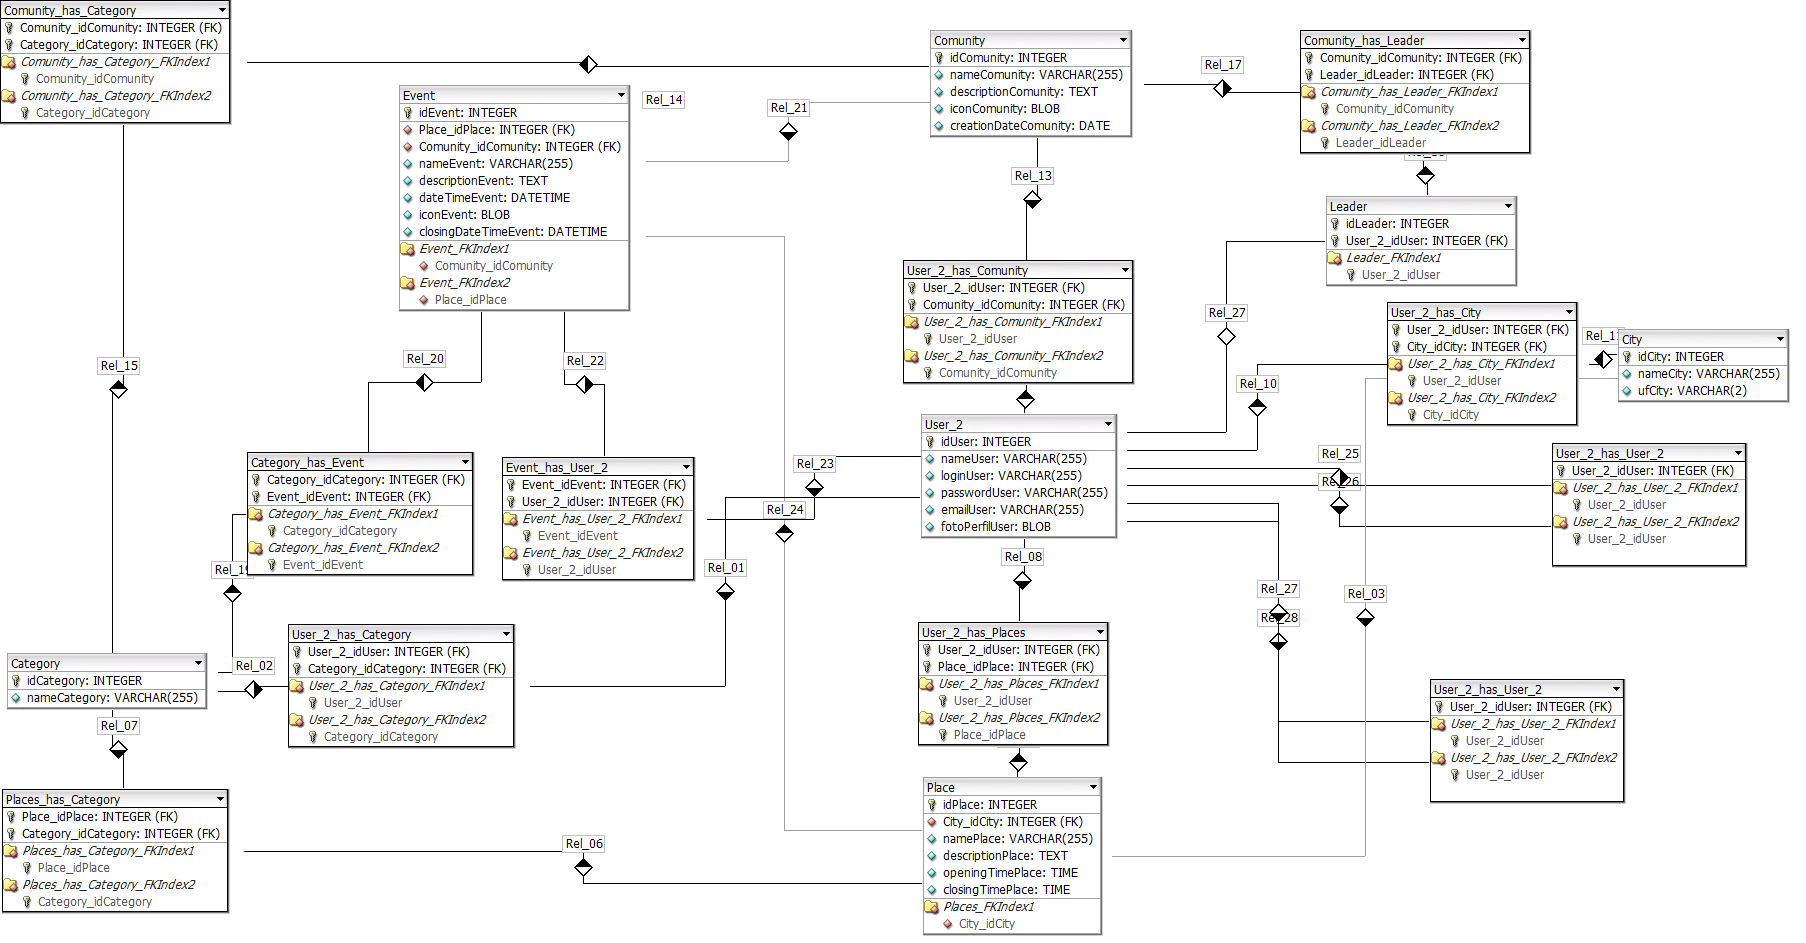 Comunity_has_Category
Comunity_idComunity: INTEGER (FK)
Category_idCategory: INTEGER (FK)
Comunity_has_Category_FKIndex1
Comunity_idComunity
Comunity_has_Category_FKIndex2
Category_idCategory
Event
idEvent: INTEGER
Place_idPlace: INTEGER (FK)
Comunity_idComunity: INTEGER (FK)
nameEvent: VARCHAR(255)
descriptionEvent: TEXT
dateTimeEvent: DATETIME
iconEvent: BLOB
closingDateTimeEvent: DATETIME
Event_FKIndex1
Comunity_idComunity
Event_FKIndex2
Place_idPlace
Rel_14
Rel_21
Comunity
idComunity: INTEGER
nameComunity: VARCHAR(255)
descriptionComunity: TEXT
iconComunity: BLOB
creationDateComunity: DATE
Rel_17
Comunity_has_Leader
Comunity_idComunity: INTEGER (FK)
Leader_idLeader: INTEGER (FK)
Comunity_has_Leader_FKIndex1
Comunity_idComunity
Comunity_has_Leader_FKIndex2
Leader_idLeader
Rel_13
Leader
idLeader: INTEGER
User_2_idUser: INTEGER (FK)
Leader_FKIndex1
User_2_idUser
User_2_has_Comunity
User_2_idUser: INTEGER (FK)
Comunity_idComunity: INTEGER (FK)
User_2_has_Comunity_FKIndex1
User_2_idUser
User_2_has_Comunity_FKIndex2
Comunity_idComunity
Rel_27
User_2_has_City
User_2_idUser: INTEGER (FK)
City_idCity: INTEGER (FK)
User_2_has_City_FKIndex1
User_2_idUser
User_2_has_City_FKIndex2
City_idCity
Rel_1
City
idCity: INTEGER
nameCity: VARCHAR(255)
ufCity: VARCHAR(2)
Rel_15
Rel_20
Rel_22
Rel_10
User_2
idUser: INTEGER
nameUser: VARCHAR(255)
loginUser: VARCHAR(255)
passwordUser: VARCHAR(255)
emailUser: VARCHAR(255)
fotoPerfilUser: BLOB
Category_has_Event
Category_idCategory: INTEGER (FK)
Event_idEvent: INTEGER (FK)
Category_has_Event_FKIndex1
Category_idCategory
Category_has_Event_FKIndex2
Event_idEvent
Event_has_User_2
Event_idEvent: INTEGER (FK)
User_2_idUser: INTEGER (FK)
Event_has_User_2_FKIndex1
Event_idEvent
Event_has_User_2_FKIndex2
User_2_idUser
Rel_23
Rel_24
Rel_25
Rel_26
User_2_has_User_2
User_2_idUser: INTEGER (FK)
User_2_has_User_2_FKIndex1
User_2_idUser
User_2_has_User_2_FKIndex2
User_2_idUser
Rel_19
Rel_01
Rel_08
Rel_27
Rel_28
Rel_03
User_2_has_Category
User_2_idUser: INTEGER (FK)
Category_idCategory: INTEGER (FK)
User_2_has_Category_FKIndex1
User_2_idUser
User_2_has_Category_FKIndex2
Category_idCategory
User_2_has_Places
User_2_idUser: INTEGER (FK)
Place_idPlace: INTEGER (FK)
User_2_has_Places_FKIndex1
User_2_idUser
User_2_has_Places_FKIndex2
Place_idPlace
Category
idCategory: INTEGER
nameCategory: VARCHAR(255)
Rel_02
Rel_07
User_2_has_User_2
User_2_idUser: INTEGER (FK)
User_2_has_User_2_FKIndex1
User_2_idUser
User_2_has_User_2_FKIndex2
User_2_idUser
Places_has_Category
Place_idPlace: INTEGER (FK)
Category_idCategory: INTEGER (FK)
Places_has_Category_FKIndex1
Place_idPlace
Places_has_Category_FKIndex2
Category_idCategory
Rel_06
Place
idPlace: INTEGER
City_idCity: INTEGER (FK)
namePlace: VARCHAR(255)
descriptionPlace: TEXT
openingTimePlace: TIME
closingTimePlace: TIME
Places_FKIndex1
City_idCity